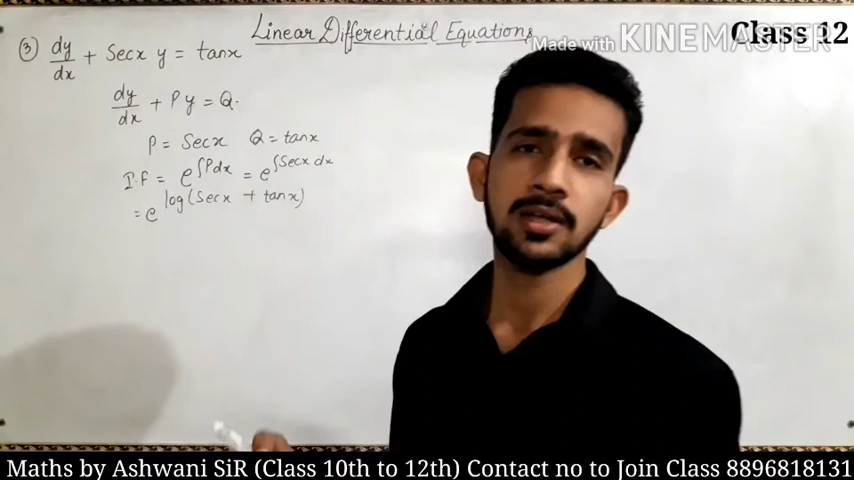 Linear Differential Equations
Made with KINEMASTER
Class 12
③ dy/dx + Secx y = tanx
dy/dx + Py = Q.
P = Secx Q = tanx
I.F = e^∫Pdx = e^∫Secx dx
= e^log(Secx + tanx)
Maths by Ashwani SiR (Class 10th to 12th) Contact no to Join Class 8896818131